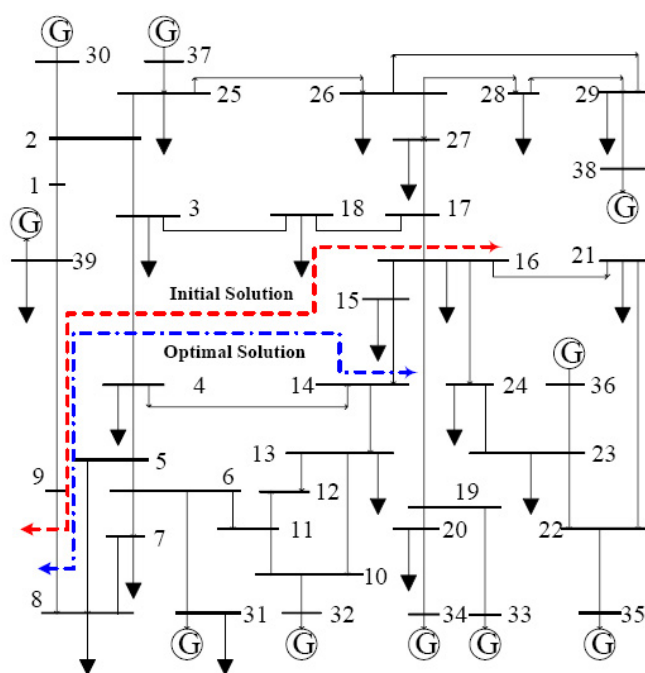 G G
30 37
25 26 28 29
2 27
1 38
G G
3 18 17
39 16 21
Initial Solution 15
Optimal Solution G
4 14 24 36
5 13 23
9 6 12 19
7 11 20 22
10
8 31 32 34 33 35
G G G G G